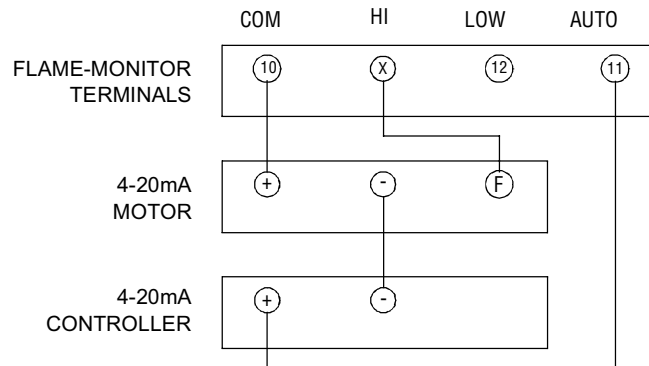 COM HI LOW AUTO
FLAME-MONITOR
TERMINALS
10 X 12 11
4-20mA
MOTOR
+ - F
4-20mA
CONTROLLER
+ -